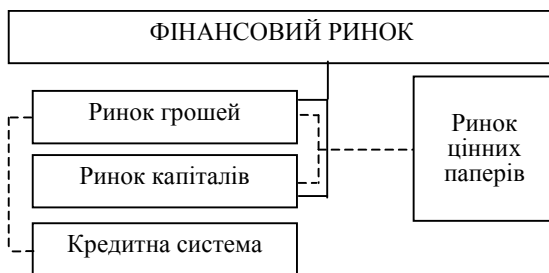 ФІНАНСОВИЙ РИНОК
Ринок грошей
Ринок капіталів
Кредитна система
Ринок
цінних
паперів